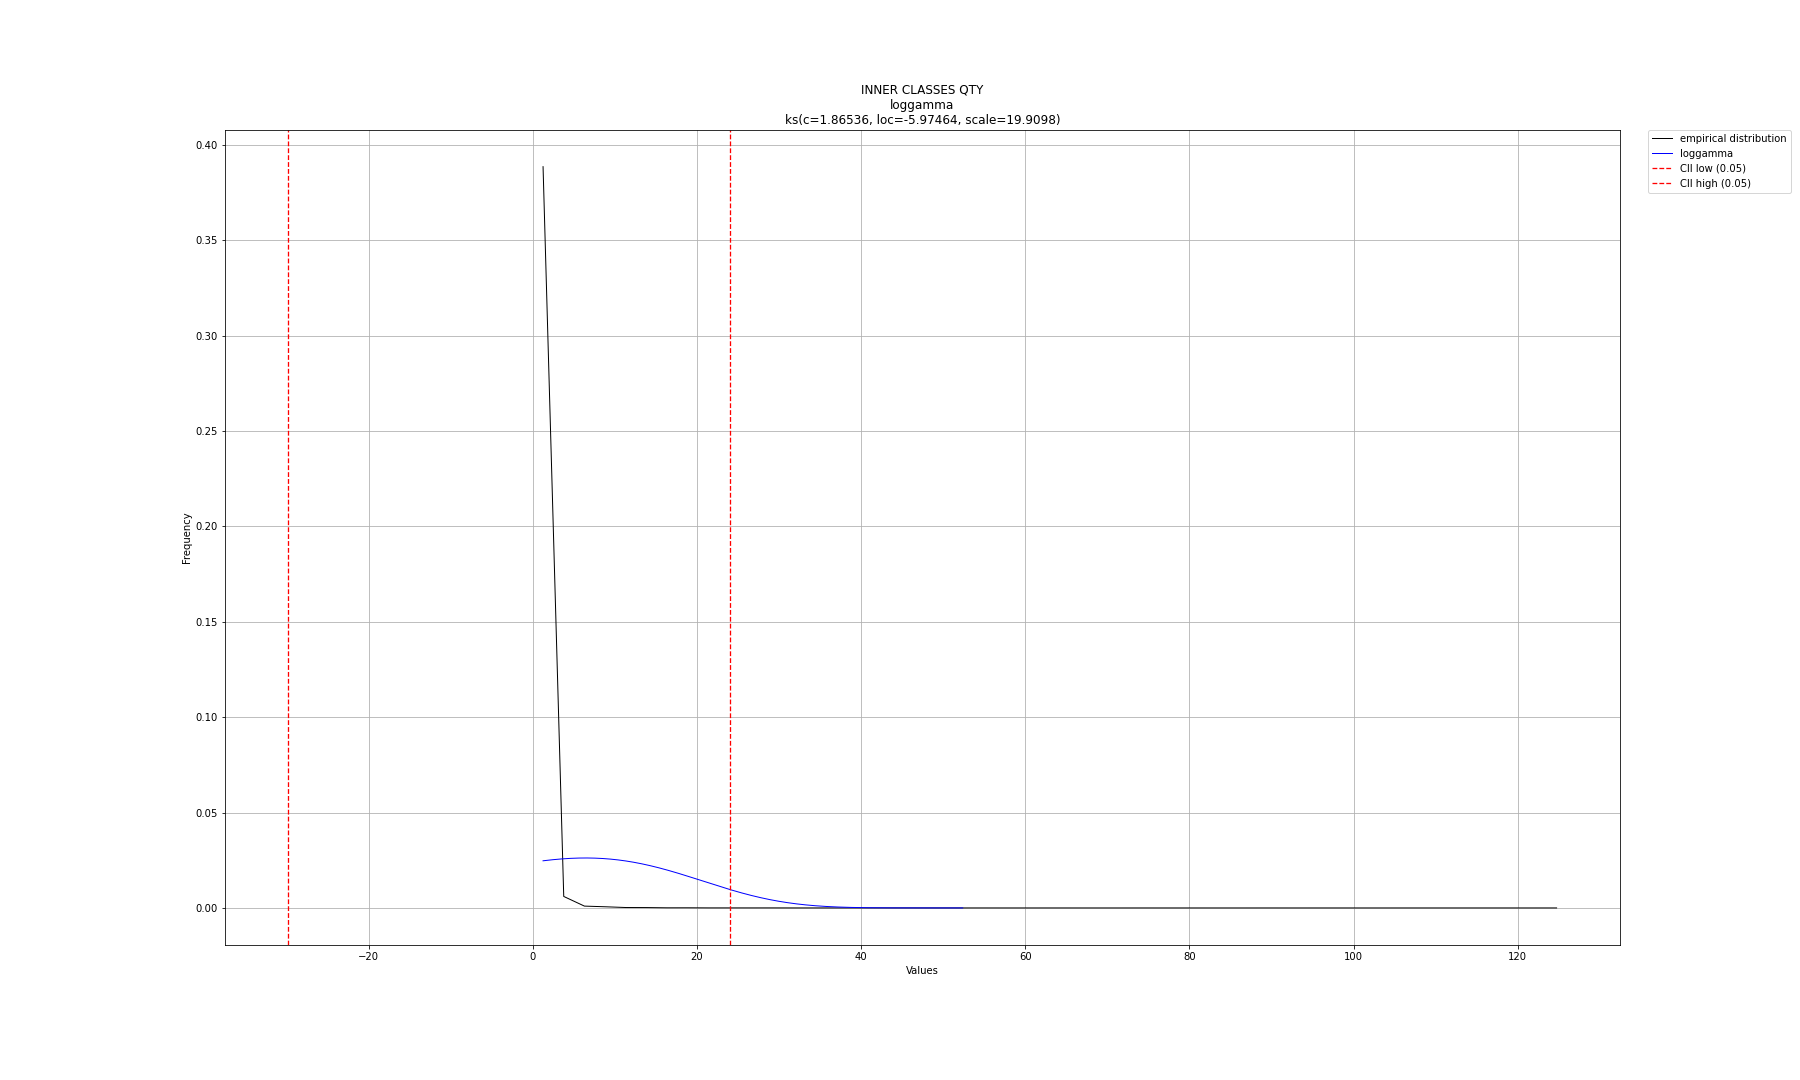 INNER CLASSES QTY
loggamma
ks(c=1.86536, loc=-5.97464, scale=19.9098)
empirical distribution
loggamma
CII low (0.05)
CII high (0.05)
0.40
0.35
0.30
0.25
0.20
0.15
0.10
0.05
0.00
Frequency
−20
0
20
40
60
80
100
120
Values